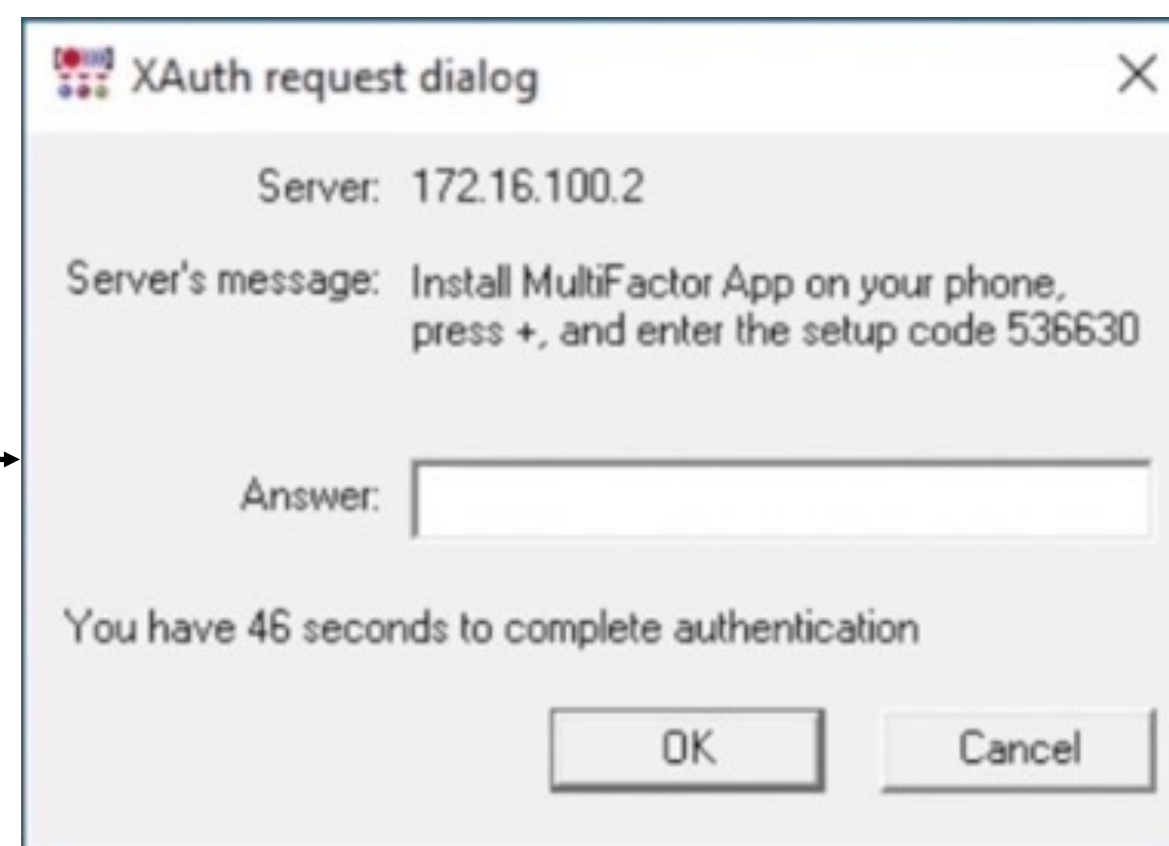 XAuth request dialog
Server: 172.16.100.2
Server's message: Install MultiFactor App on your phone,
press +, and enter the setup code 536630
Answer:
You have 46 seconds to complete authentication
OK Cancel